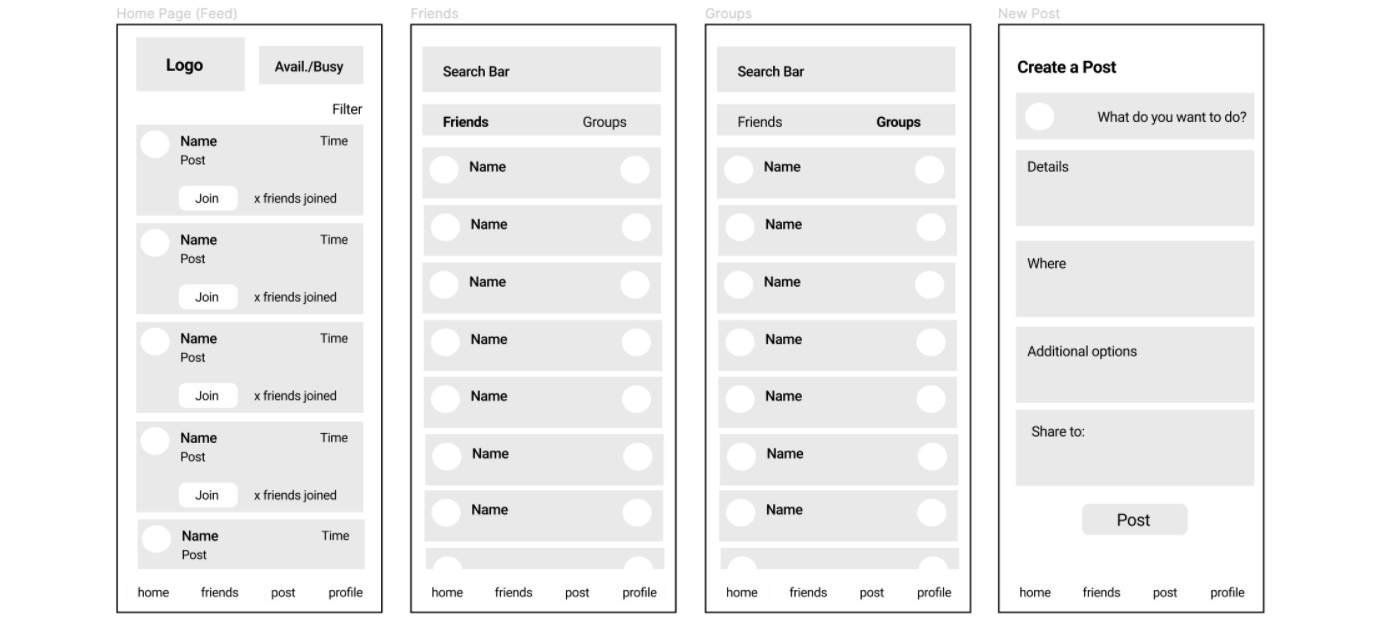 Home Page (Feed)
Logo
Avail./Busy
Filter
Name Time
Post
Join x friends joined
Name Time
Post
Join x friends joined
Name Time
Post
Join x friends joined
Name Time
Post
Join x friends joined
Name Time
Post
home friends post profile
Friends
Search Bar
Friends Groups
Name
Name
Name
Name
Name
Name
Name
home friends post profile
Groups
Search Bar
Friends Groups
Name
Name
Name
Name
Name
Name
Name
home friends post profile
New Post
Create a Post
What do you want to do?
Details
Where
Additional options
Share to:
Post
home friends post profile